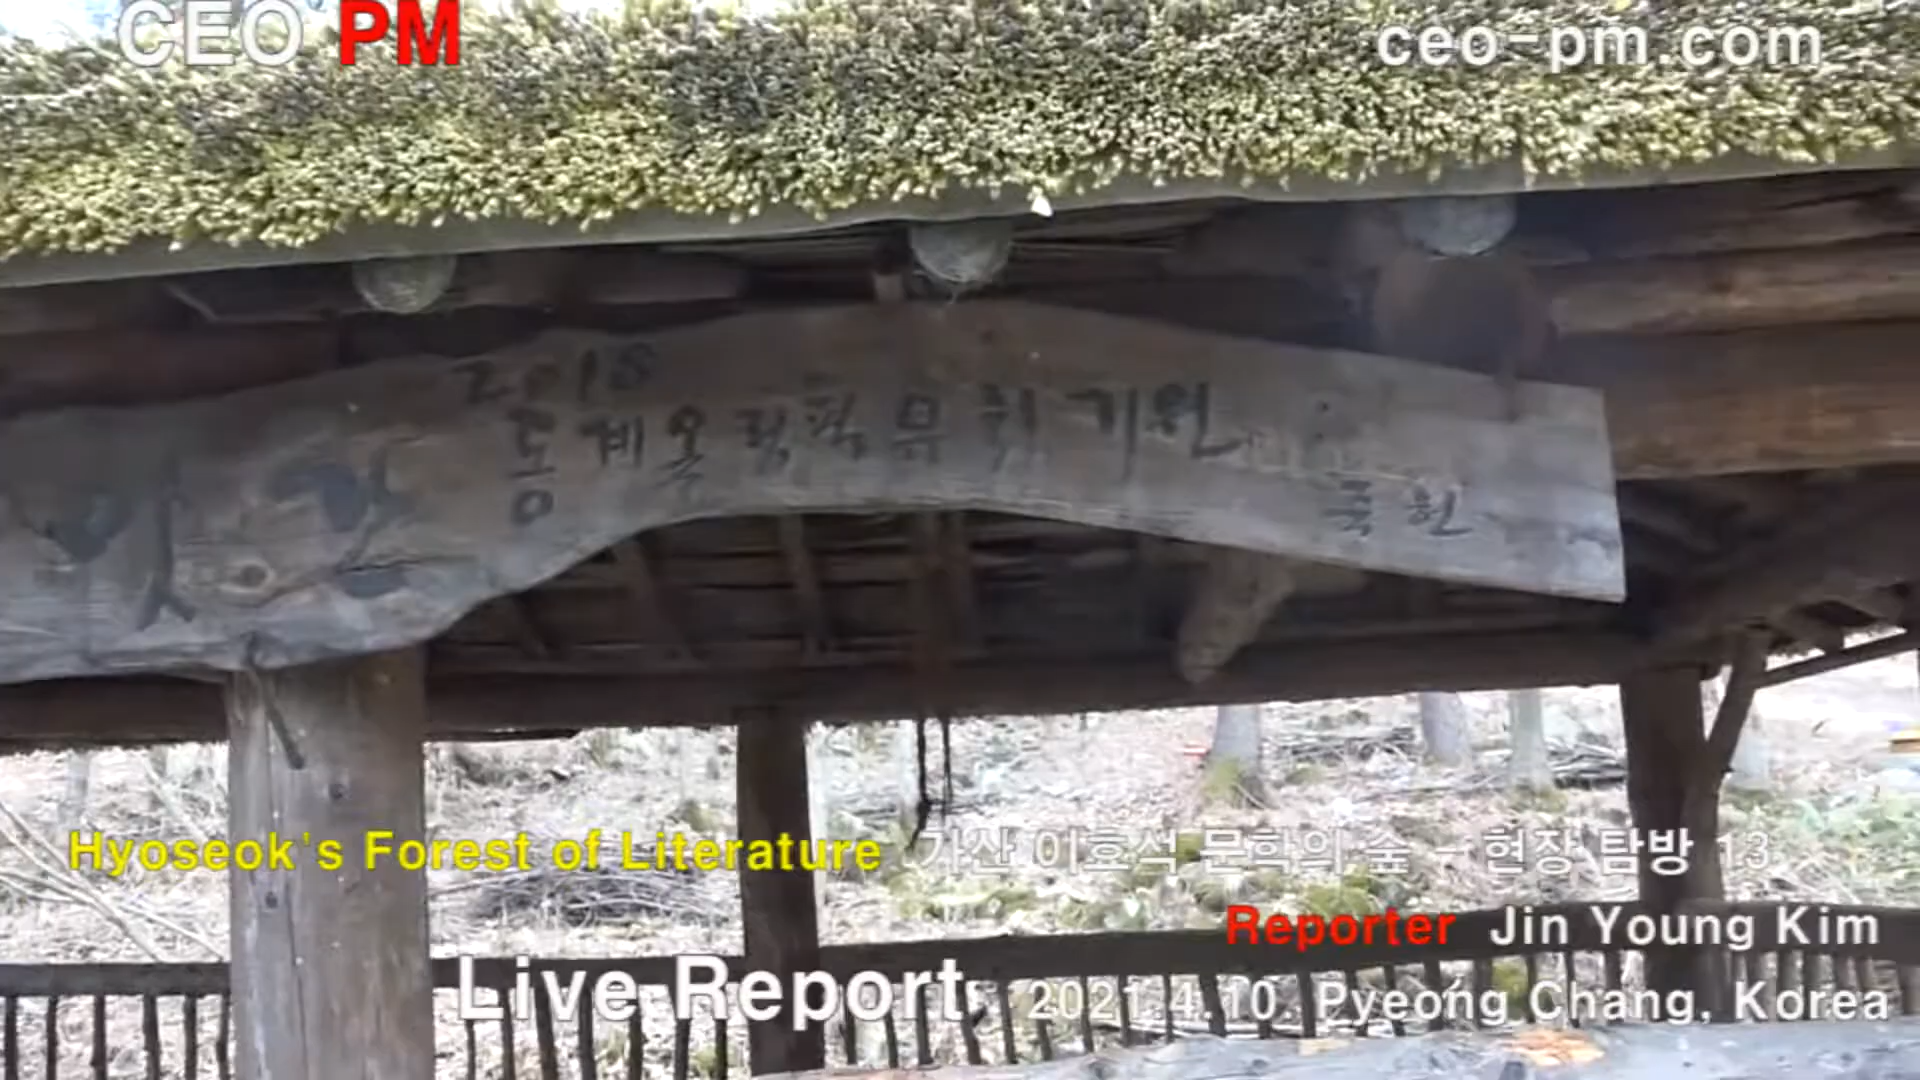 CEO PM
ceo-pm.com
2018
동계올림픽유치기원
Hyoseok's Forest of Literature 가산 이효석 문학의 숲 - 현장 탐방 13
Reporter Jin Young Kim
Live Report 2021.4.10. Pyeong Chang, Korea